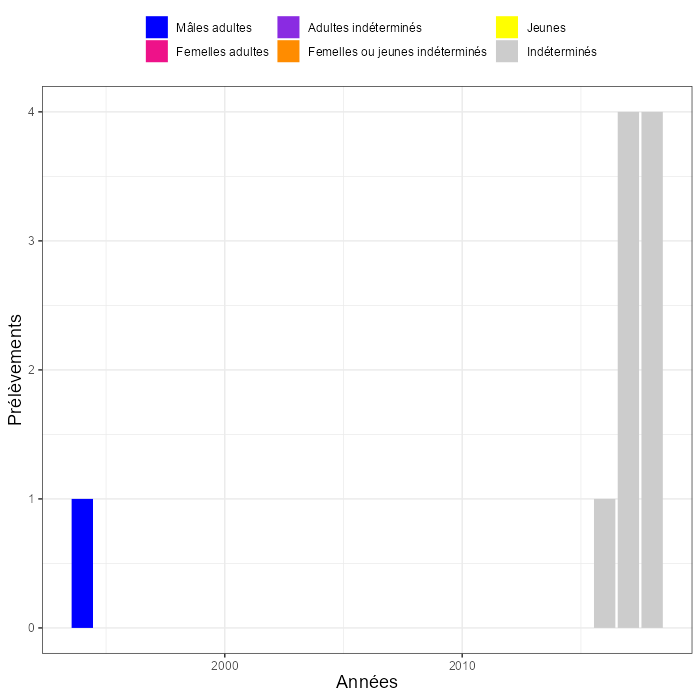 Mâles adultes
Adultes indéterminés
Jeunes
Femelles adultes
Femelles ou jeunes indéterminés
Indéterminés
4
3
2
1
0
Prélèvements
2000
2010
Années